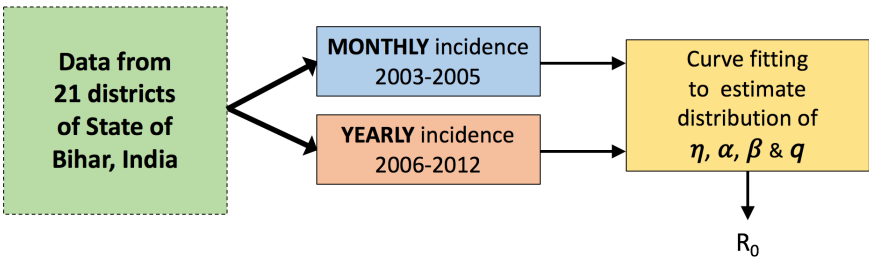 Data from
21 districts
of State of
Bihar, India
MONTHLY incidence
2003-2005
YEARLY incidence
2006-2012
Curve fitting
to estimate
distribution of
η, α, β & q
R₀